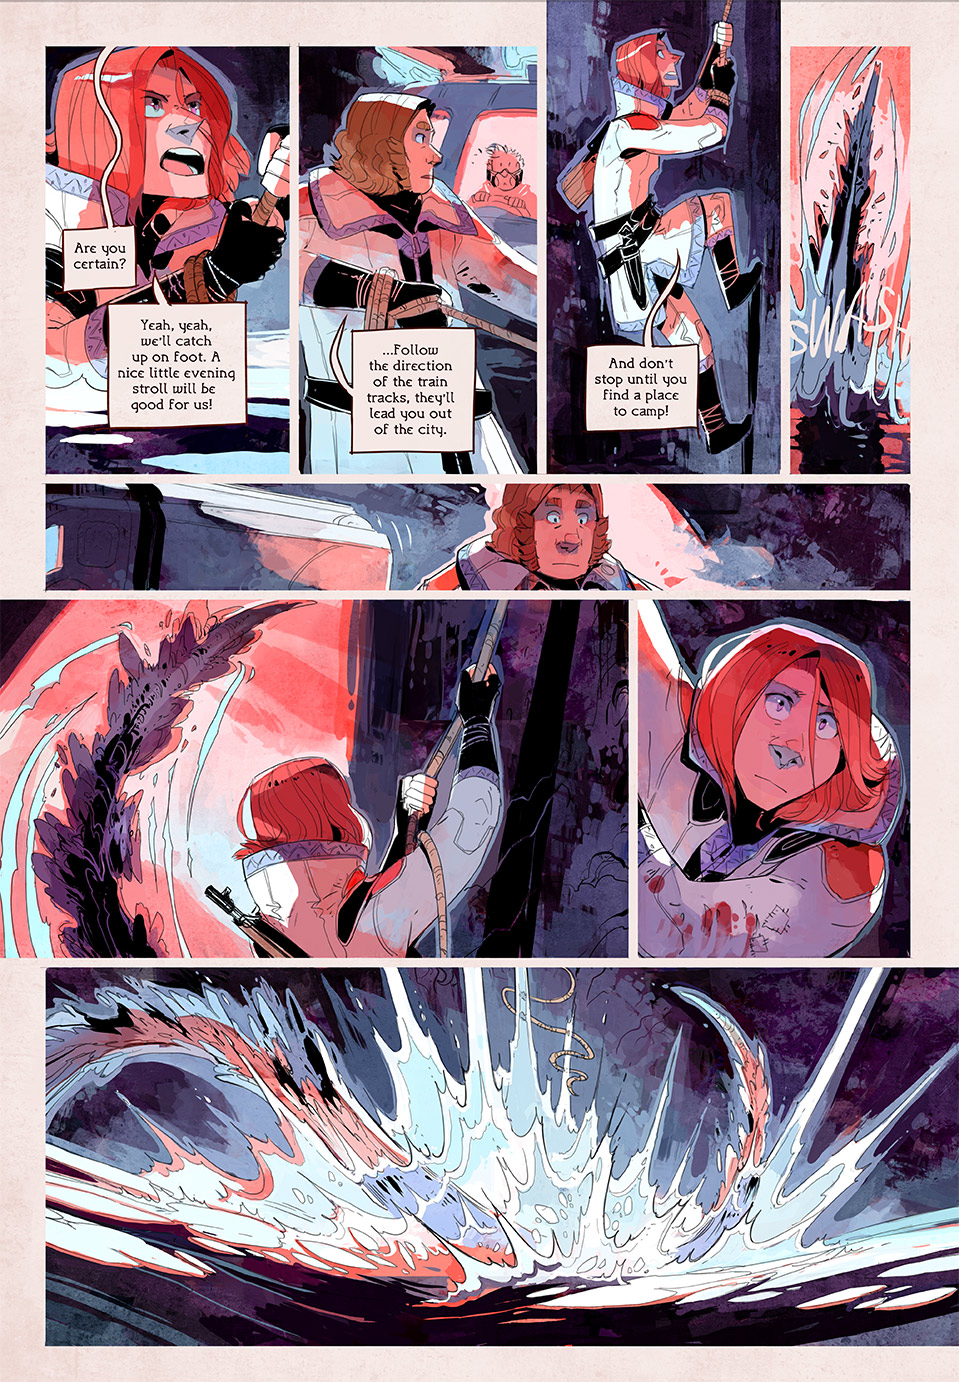 Are you
certain?
Yeah, yeah,
we'll catch
up on foot. A
nice little evening
stroll will be
good for us!
...Follow
the direction
of the train
tracks, they'll
lead you out
of the city.
And don't
stop until you
find a place
to camp!
SWASH